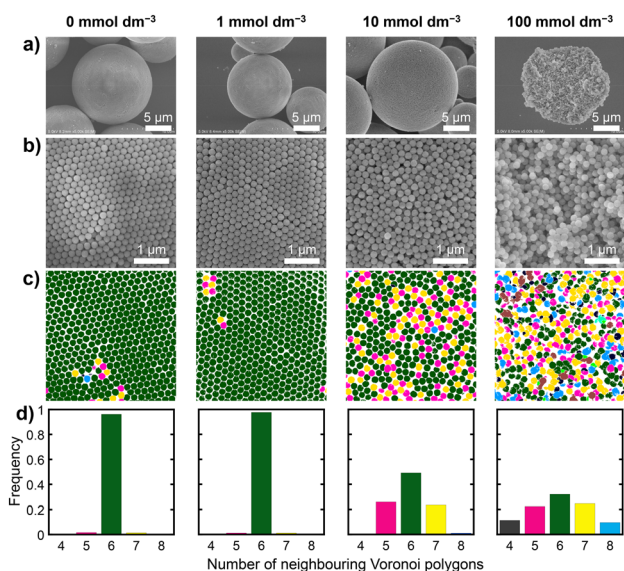 0 mmol dm⁻³ 1 mmol dm⁻³ 10 mmol dm⁻³ 100 mmol dm⁻³
a) 5 µm 5 µm 5 µm 5 µm
b) 1 µm 1 µm 1 µm 1 µm
c)
d) 1
0.8
0.6
0.4
0.2
0
Frequency
4 5 6 7 8 4 5 6 7 8 4 5 6 7 8 4 5 6 7 8
Number of neighbouring Voronoi polygons